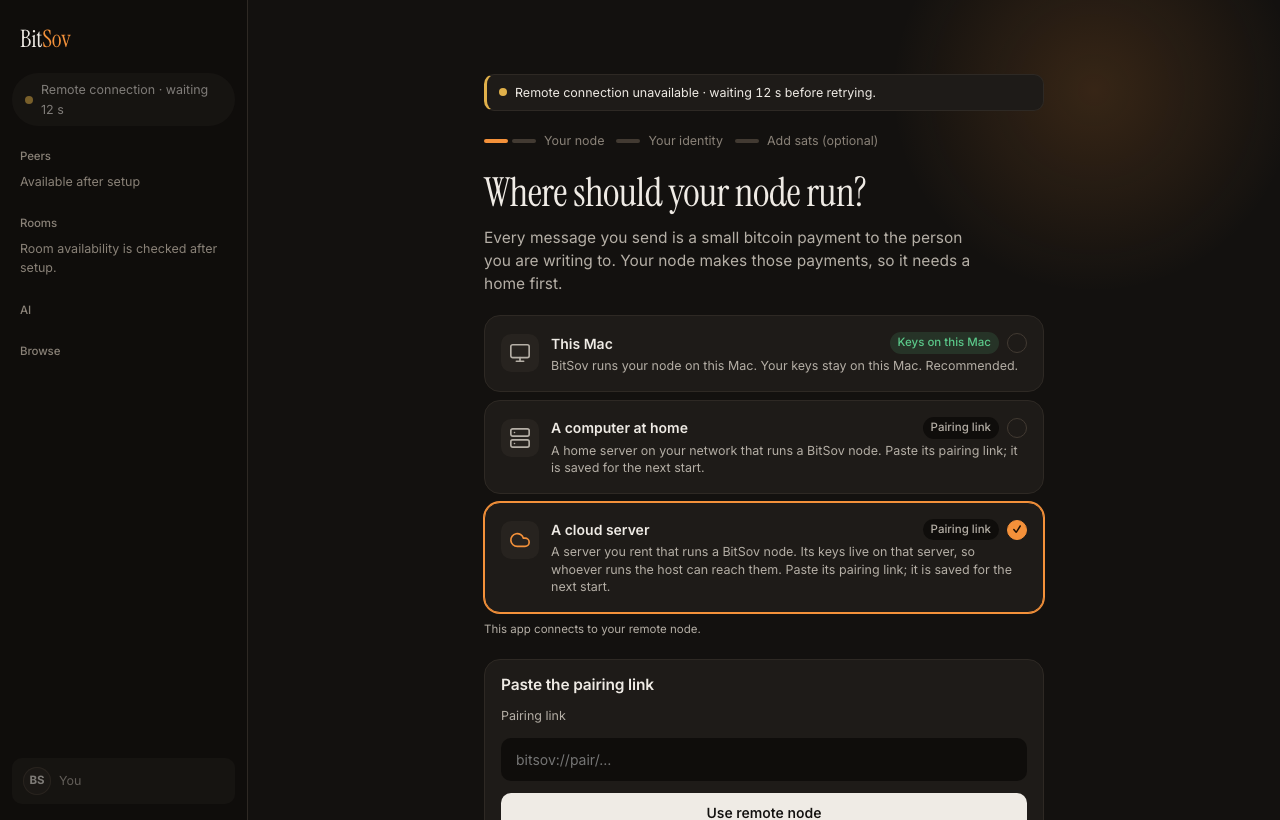 BitSov
Remote connection · waiting
12 s
Peers
Available after setup
Rooms
Room availability is checked after
setup.
AI
Browse
BS
You
Remote connection unavailable · waiting 12 s before retrying.
Your node
Your identity
Add sats (optional)
Where should your node run?
Every message you send is a small bitcoin payment to the person
you are writing to. Your node makes those payments, so it needs a
home first.
This Mac
Keys on this Mac
BitSov runs your node on this Mac. Your keys stay on this Mac. Recommended.
A computer at home
Pairing link
A home server on your network that runs a BitSov node. Paste its pairing link; it
is saved for the next start.
A cloud server
Pairing link
A server you rent that runs a BitSov node. Its keys live on that server, so
whoever runs the host can reach them. Paste its pairing link; it is saved for the
next start.
This app connects to your remote node.
Paste the pairing link
Pairing link
bitsov://pair/...
Use remote node